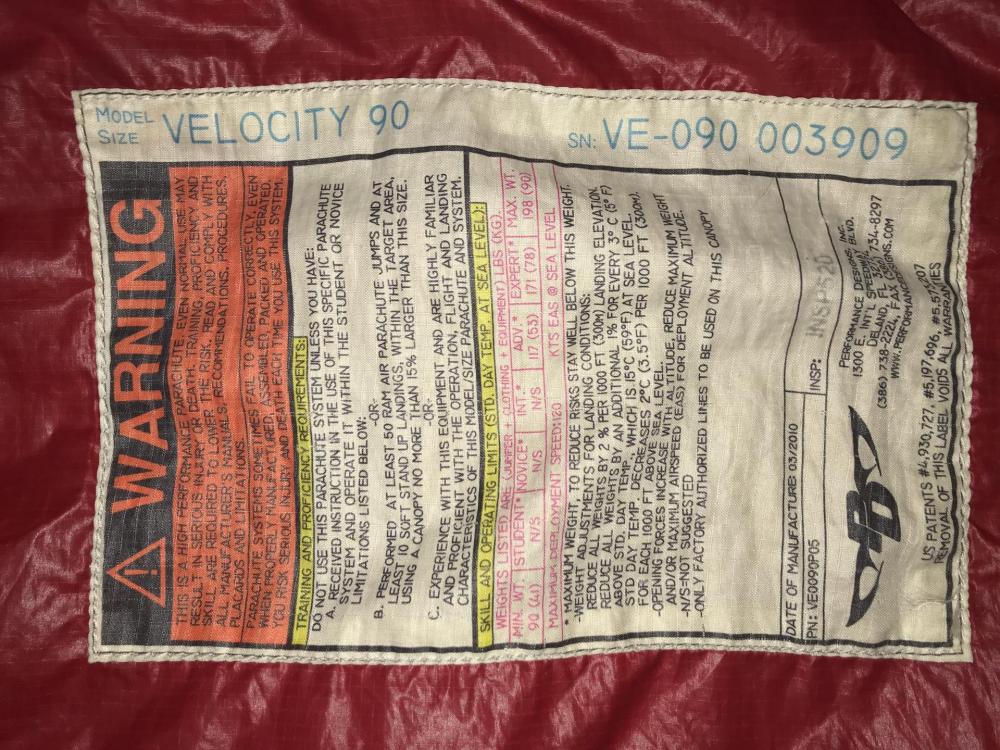 MODEL SIZE VELOCITY 90 SN: VE-090 003909
WARNING
THIS IS A HIGH PERFORMANCE PARACHUTE. EVEN NORMAL USE MAY
RESULT IN SERIOUS INJURY OR DEATH. TRAINING, PROFICIENCY AND
SKILL ARE REQUIRED TO LOWER THE RISK. READ AND COMPLY WITH
ALL MANUFACTURER'S MANUALS, RECOMMENDATIONS, PROCEDURES,
PLACARDS AND LIMITATIONS.
PARACHUTE SYSTEMS SOMETIMES FAIL TO OPERATE CORRECTLY, EVEN
WHEN PROPERLY MANUFACTURED, ASSEMBLED, PACKED AND OPERATED.
YOU RISK SERIOUS INJURY AND DEATH EACH TIME YOU USE THIS SYSTEM.
TRAINING AND PROFICIENCY REQUIREMENTS:
DO NOT USE THIS PARACHUTE SYSTEM UNLESS YOU HAVE:
A. RECEIVED INSTRUCTION IN THE USE OF THIS SPECIFIC PARACHUTE
SYSTEM AND OPERATE IT WITHIN THE STUDENT OR NOVICE
LIMITATIONS LISTED BELOW.
-OR-
B. PERFORMED AT LEAST 50 RAM AIR PARACHUTE JUMPS AND AT
LEAST 10 SOFT STAND UP LANDINGS, WITHIN THE TARGET AREA,
USING A CANOPY NO MORE THAN 15% LARGER THAN THIS SIZE.
-OR-
C. EXPERIENCE WITH THIS EQUIPMENT AND ARE HIGHLY FAMILIAR
AND PROFICIENT WITH THE OPERATION, FLIGHT AND LANDING
CHARACTERISTICS OF THIS MODEL/SIZE PARACHUTE AND SYSTEM.
SKILL AND OPERATING LIMITS (STD. DAY TEMP. AT SEA LEVEL):
WEIGHTS LISTED ARE (JUMPER + CLOTHING + EQUIPMENT) LBS (KG).
MIN. WT. STUDENT* NOVICE* INT.* ADV.* EXPERT* MAX. WT.
90 (41) N/S N/S N/S 117 (53) 171 (78) 198 (90)
MAXIMUM DEPLOYMENT SPEED:120 KTS EAS @ SEA LEVEL
* MAXIMUM WEIGHT, TO REDUCE RISKS STAY WELL BELOW THIS WEIGHT.
-WEIGHT ADJUSTMENTS FOR LANDING CONDITIONS:
REDUCE ALL WEIGHTS 2 % PER 1000 FT (300M) LANDING ELEVATION.
REDUCE ALL WEIGHTS BY AN ADDITIONAL 1% FOR EVERY 3° C (5° F)
ABOVE STD. DAY TEMP., WHICH IS 15°C (59°F) AT SEA LEVEL.
STD. DAY TEMP. DECREASES 2°C (3.5°F) PER 1000 FT (300M).
FOR EACH 1000 FT ABOVE SEA LEVEL.
-OPENING FORCES INCREASE WITH ALTITUDE, REDUCE MAXIMUM WEIGHT
AND/OR MAXIMUM AIRSPEED (EAS) FOR DEPLOYMENT ALTITUDE.
-N/S=NOT SUGGESTED
-ONLY FACTORY AUTHORIZED LINES TO BE USED ON THIS CANOPY
DATE OF MANUFACTURE: 03/2010 INSP: INSP520
PN: VE0090P05
PD
PERFORMANCE DESIGNS, INC.
1300 E. INT'L SPEEDWAY BLVD.
DELAND, FL 32724
(386) 738-2224 FAX 734-8297
WWW.PERFORMANCEDESIGNS.COM
US PATENTS #4,930,727, #5,197,696, #5,573,207
REMOVAL OF THIS LABEL VOIDS ALL WARRANTIES